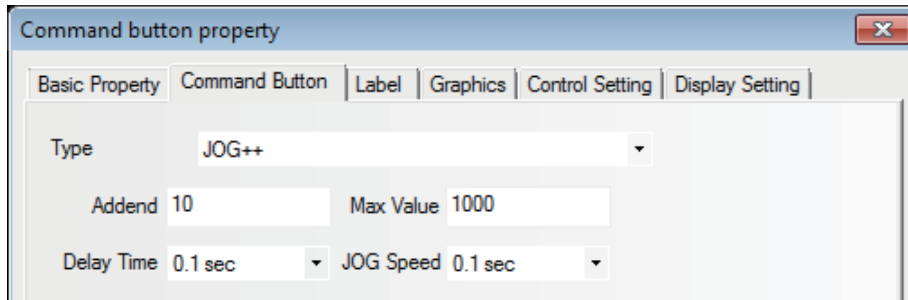 Command button property
Basic Property Command Button Label Graphics Control Setting Display Setting
Type JOG++
Addend 10 Max Value 1000
Delay Time 0.1 sec JOG Speed 0.1 sec